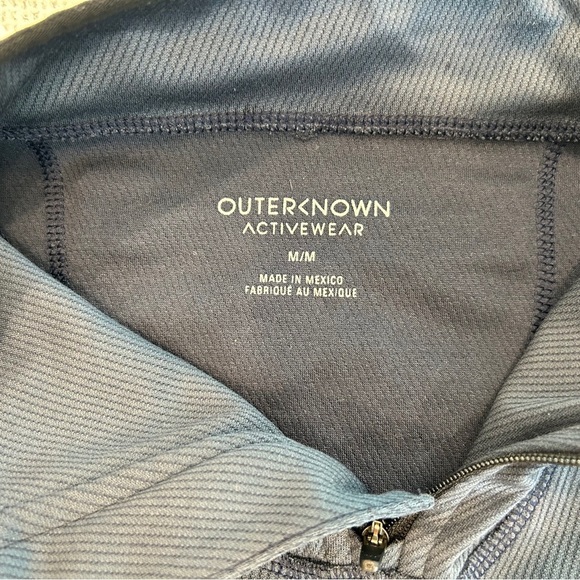 OUTERKNOWN
ACTIVEWEAR
M/M
MADE IN MEXICO
FABRIQUÉ AU MEXIQUE